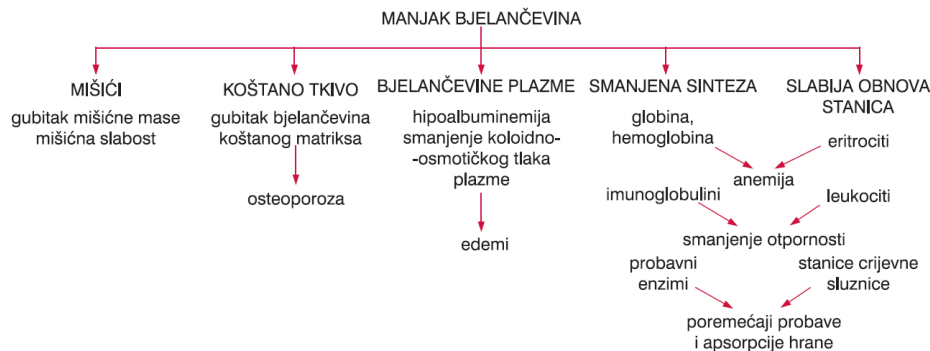 MANJAK BJELANČEVINA
MIŠIĆI
gubitak mišićne mase
mišićna slabost
KOŠTANO TKIVO
gubitak bjelančevina
koštanog matriksa
osteoporoza
BJELANČEVINE PLAZME
hipoalbuminemija
smanjenje koloidno-
-osmotičkog tlaka
plazme
edemi
SMANJENA SINTEZA
globina,
hemoglobina
SLABIJA OBNOVA
STANICA
eritrociti
anemija
imunoglobulini
leukociti
smanjenje otpornosti
probavni
enzimi
stanice crijevne
sluznice
poremećaji probave
i apsorpcije hrane